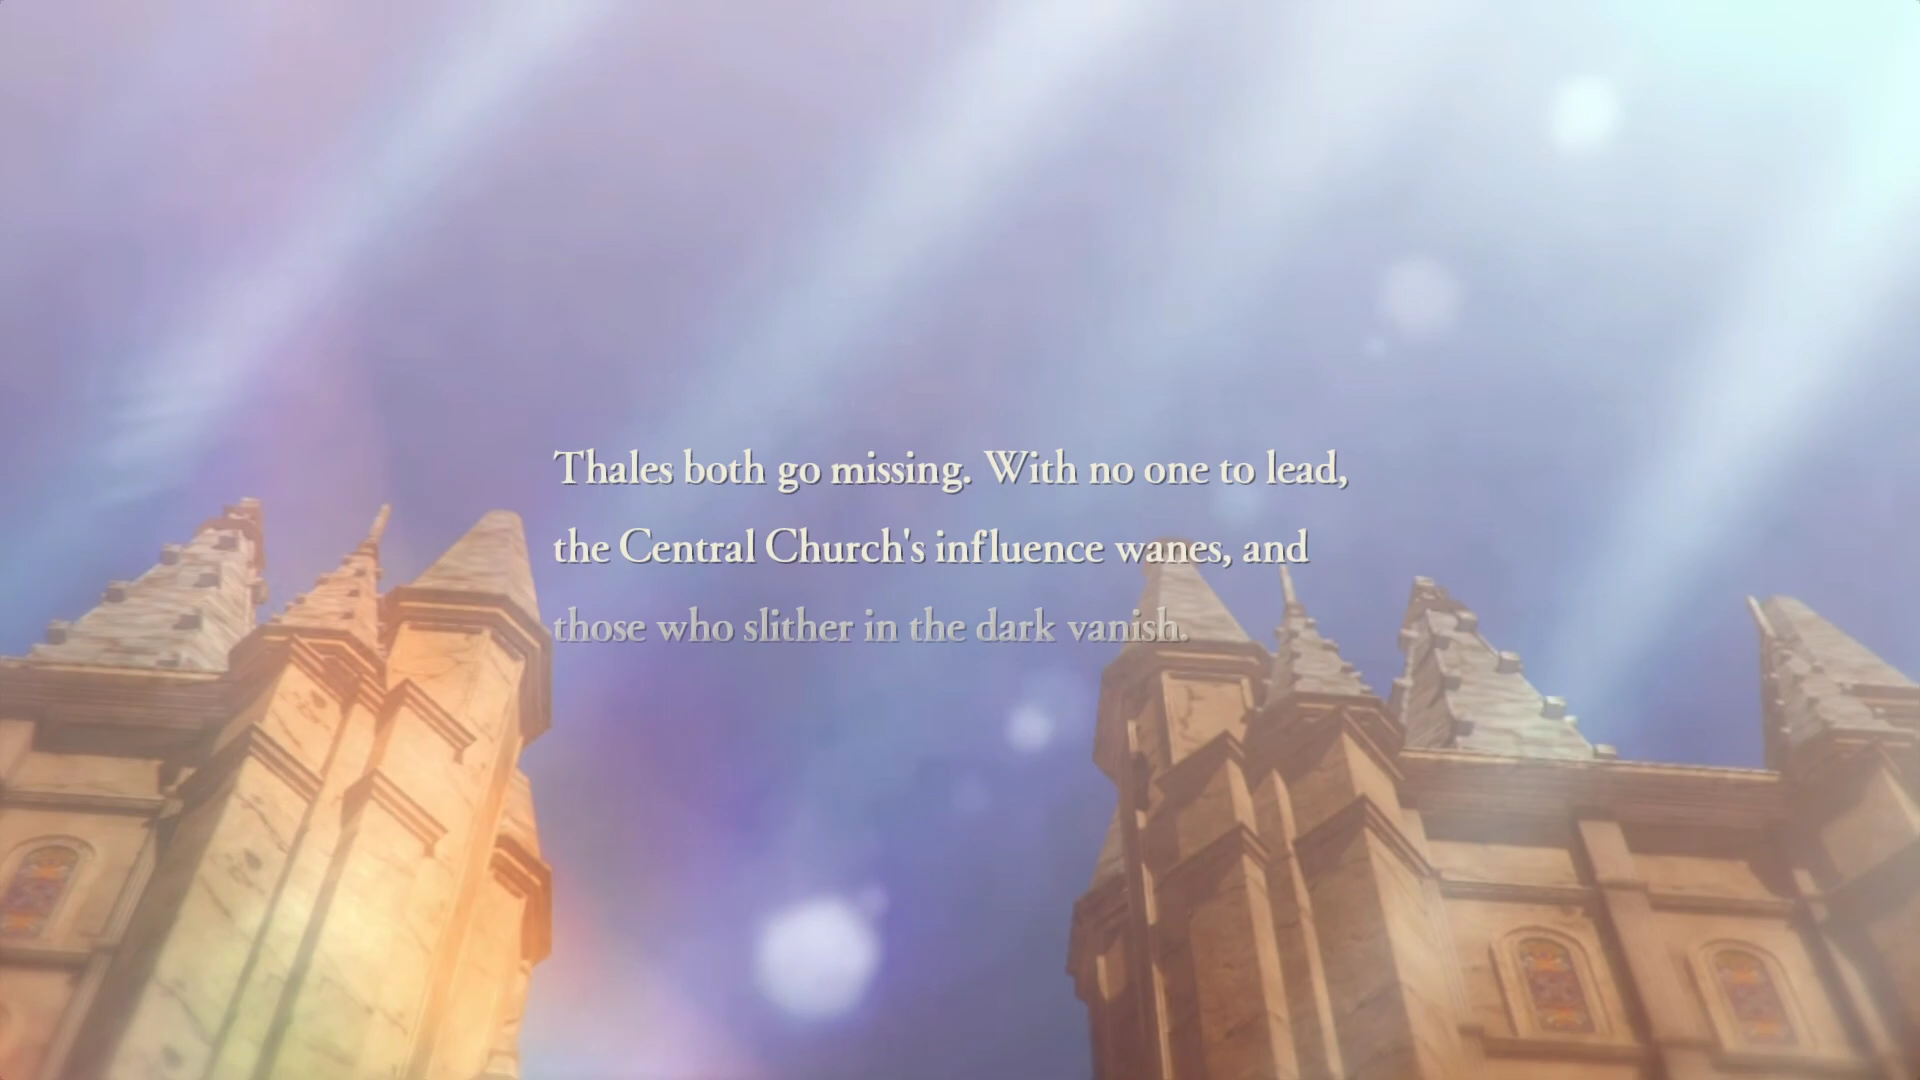 Thales both go missing. With no one to lead,
the Central Church's influence wanes, and
those who slither in the dark vanish.